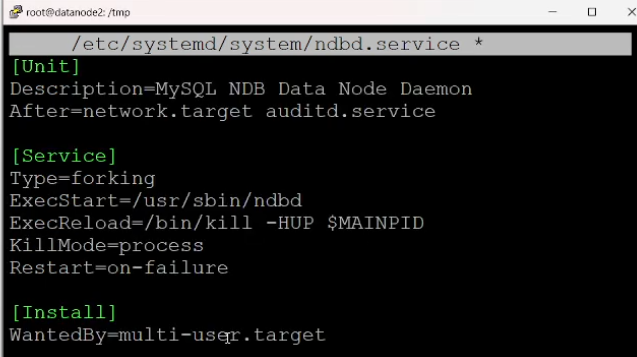 root@datanode2: /tmp
/etc/systemd/system/ndbd.service *
[Unit]
Description=MySQL NDB Data Node Daemon
After=network.target auditd.service
[Service]
Type=forking
ExecStart=/usr/sbin/ndbd
ExecReload=/bin/kill -HUP $MAINPID
KillMode=process
Restart=on-failure
[Install]
WantedBy=multi-user.target